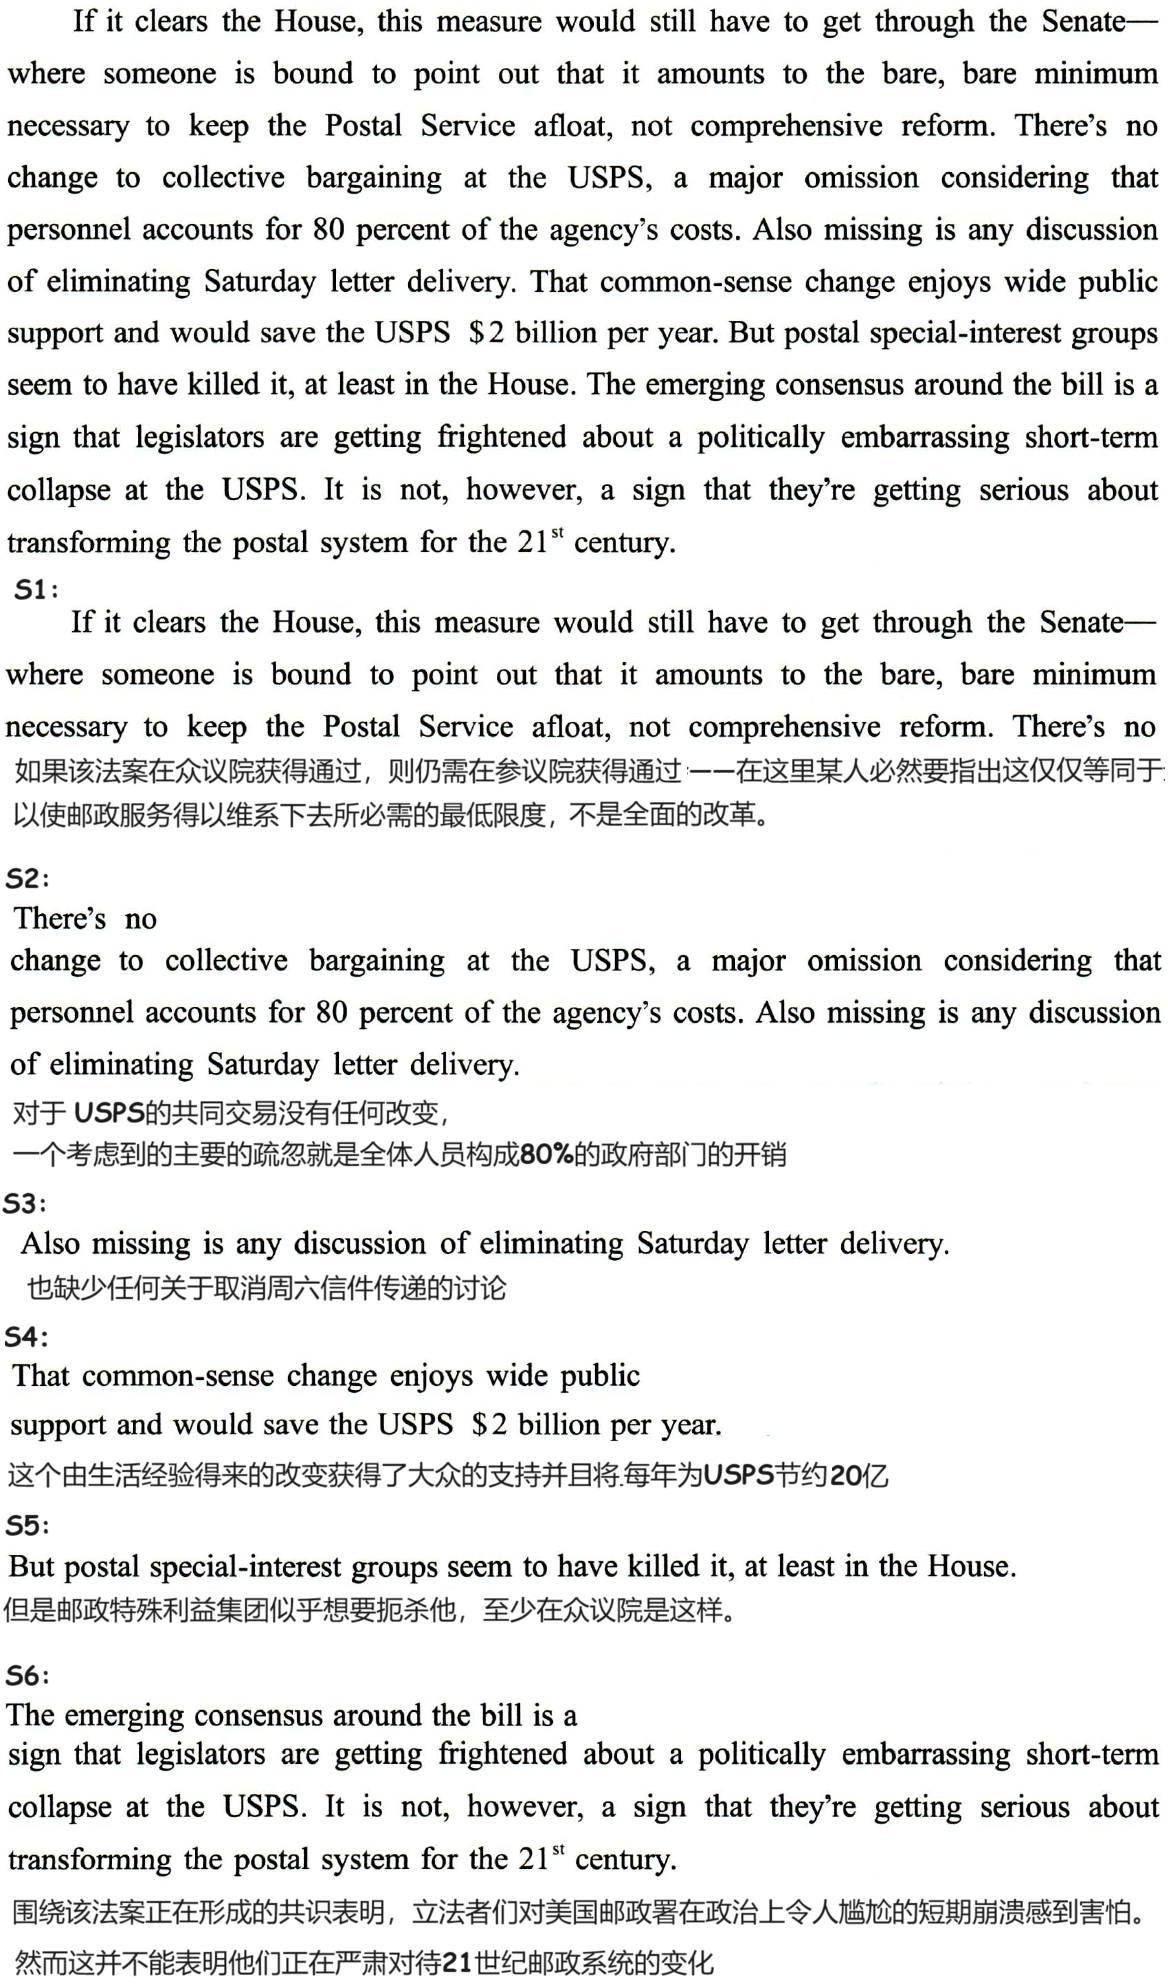 If it clears the House, this measure would still have to get through the Senate—
where someone is bound to point out that it amounts to the bare, bare minimum
necessary to keep the Postal Service afloat, not comprehensive reform. There's no
change to collective bargaining at the USPS, a major omission considering that
personnel accounts for 80 percent of the agency's costs. Also missing is any discussion
of eliminating Saturday letter delivery. That common-sense change enjoys wide public
support and would save the USPS $2 billion per year. But postal special-interest groups
seem to have killed it, at least in the House. The emerging consensus around the bill is a
sign that legislators are getting frightened about a politically embarrassing short-term
collapse at the USPS. It is not, however, a sign that they're getting serious about
transforming the postal system for the 21st century.
S1:
If it clears the House, this measure would still have to get through the Senate—
where someone is bound to point out that it amounts to the bare, bare minimum
necessary to keep the Postal Service afloat, not comprehensive reform. There's no
如果该法案在众议院获得通过，则仍需在参议院获得通过——在这里某人必然要指出这仅仅等同于
以使邮政服务得以维系下去所必需的最低限度，不是全面的改革。
S2:
There's no
change to collective bargaining at the USPS, a major omission considering that
personnel accounts for 80 percent of the agency's costs. Also missing is any discussion
of eliminating Saturday letter delivery.
对于 USPS的共同交易没有任何改变，
一个考虑到的主要的疏忽就是全体人员构成80%的政府部门的开销
S3:
Also missing is any discussion of eliminating Saturday letter delivery.
也缺少任何关于取消周六信件传递的讨论
S4:
That common-sense change enjoys wide public
support and would save the USPS $2 billion per year.
这个由生活经验得来的改变获得了大众的支持并且将每年为USPS节约20亿
S5:
But postal special-interest groups seem to have killed it, at least in the House.
但是邮政特殊利益集团似乎想要扼杀他，至少在众议院是这样。
S6:
The emerging consensus around the bill is a
sign that legislators are getting frightened about a politically embarrassing short-term
collapse at the USPS. It is not, however, a sign that they're getting serious about
transforming the postal system for the 21st century.
围绕该法案正在形成的共识表明，立法者们对美国邮政署在政治上令人尴尬的短期崩溃感到害怕。
然而这并不能表明他们正在严肃对待21世纪邮政系统的变化